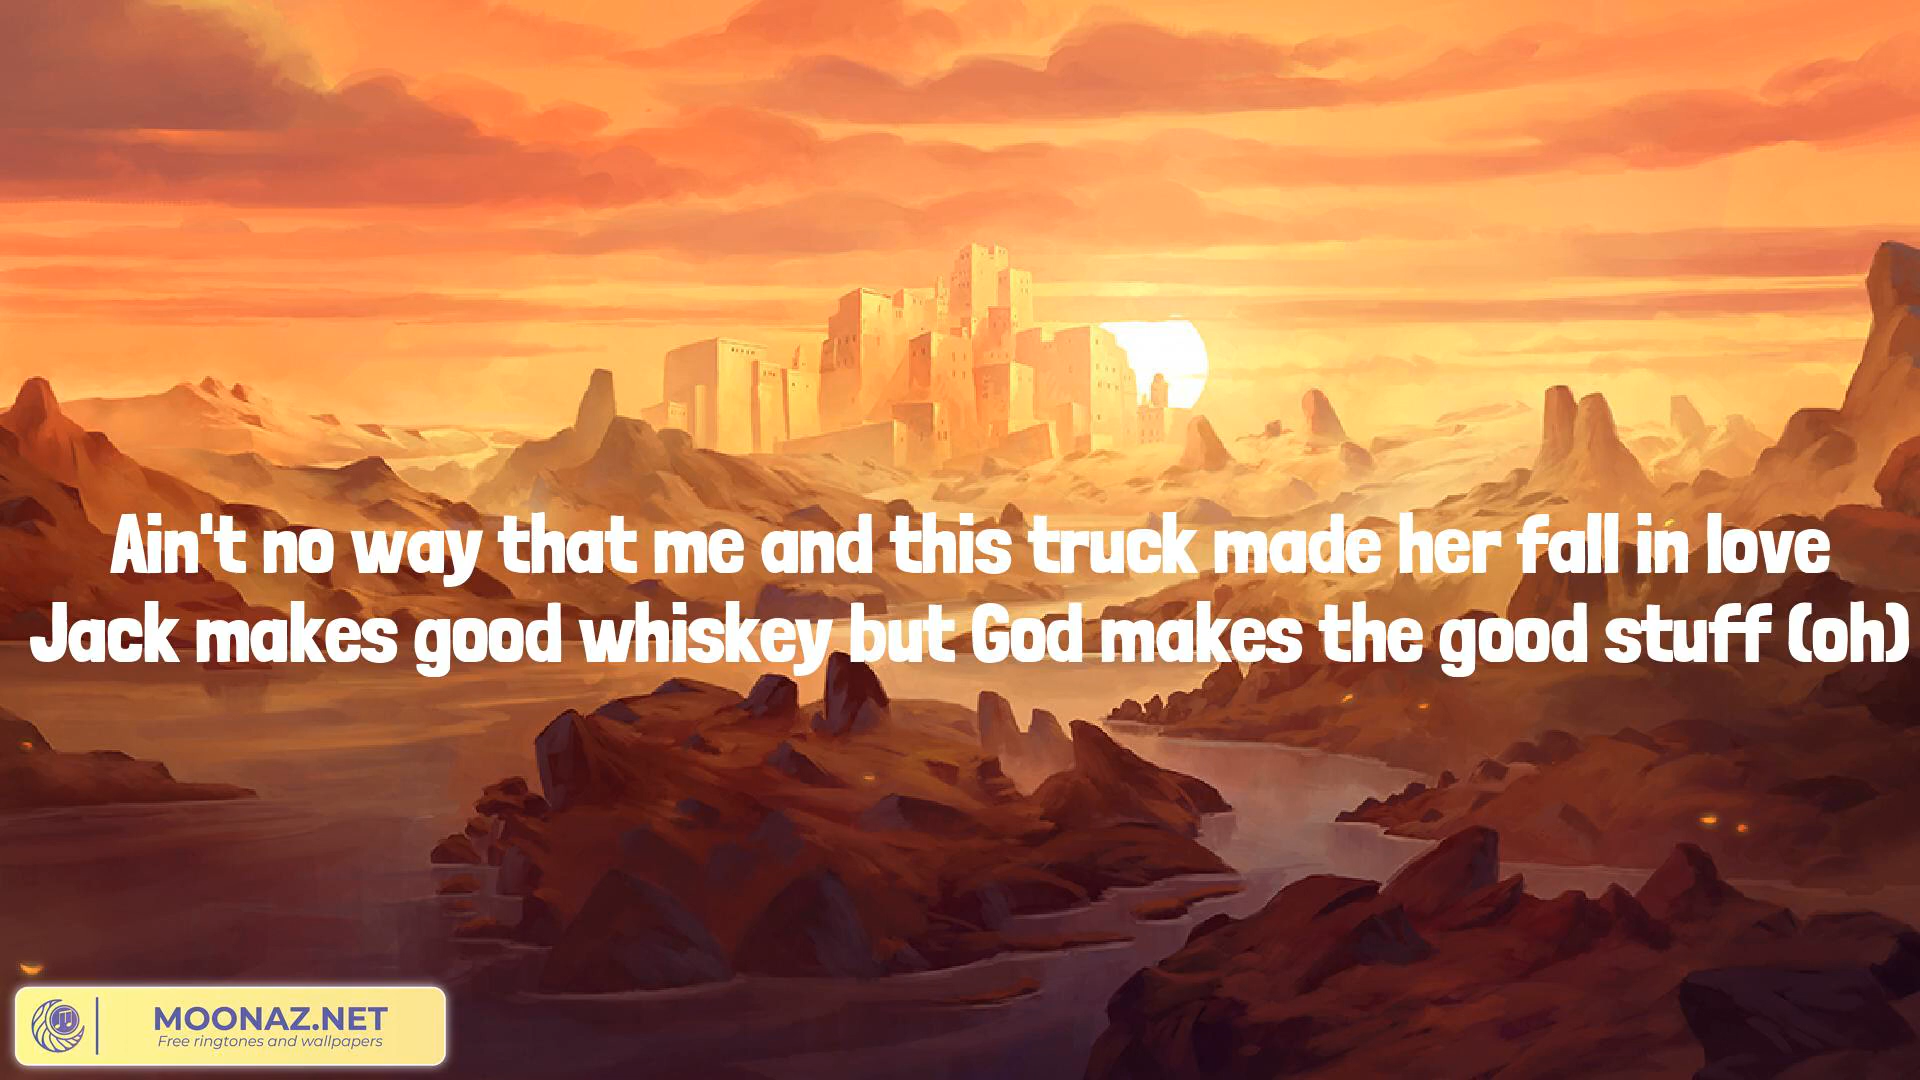 Ain't no way that me and this truck made her fall in love
Jack makes good whiskey but God makes the good stuff (oh)
MOONAZ.NET
Free ringtones and wallpapers